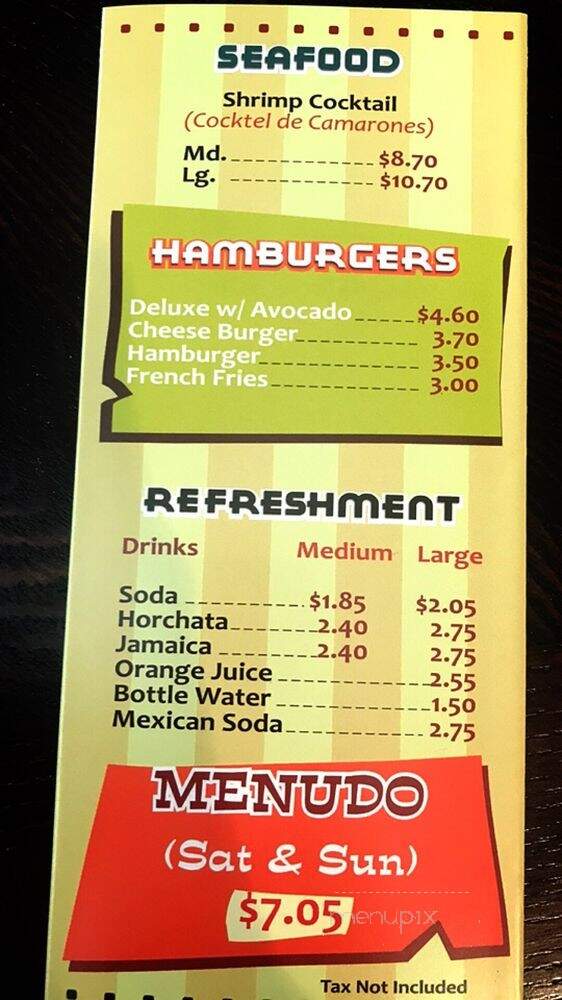 SEAFOOD
Shrimp Cocktail
(Cocktel de Camarones)
Md. $8.70
Lg. $10.70
HAMBURGERS
Deluxe w/ Avocado $4.60
Cheese Burger 3.70
Hamburger 3.50
French Fries 3.00
REFRESHMENT
Drinks Medium Large
Soda $1.85 $2.05
Horchata 2.40 2.75
Jamaica 2.40 2.75
Orange Juice 2.55
Bottle Water 1.50
Mexican Soda 2.75
MENUDO
(Sat & Sun)
$7.05
menupix
Tax Not Included